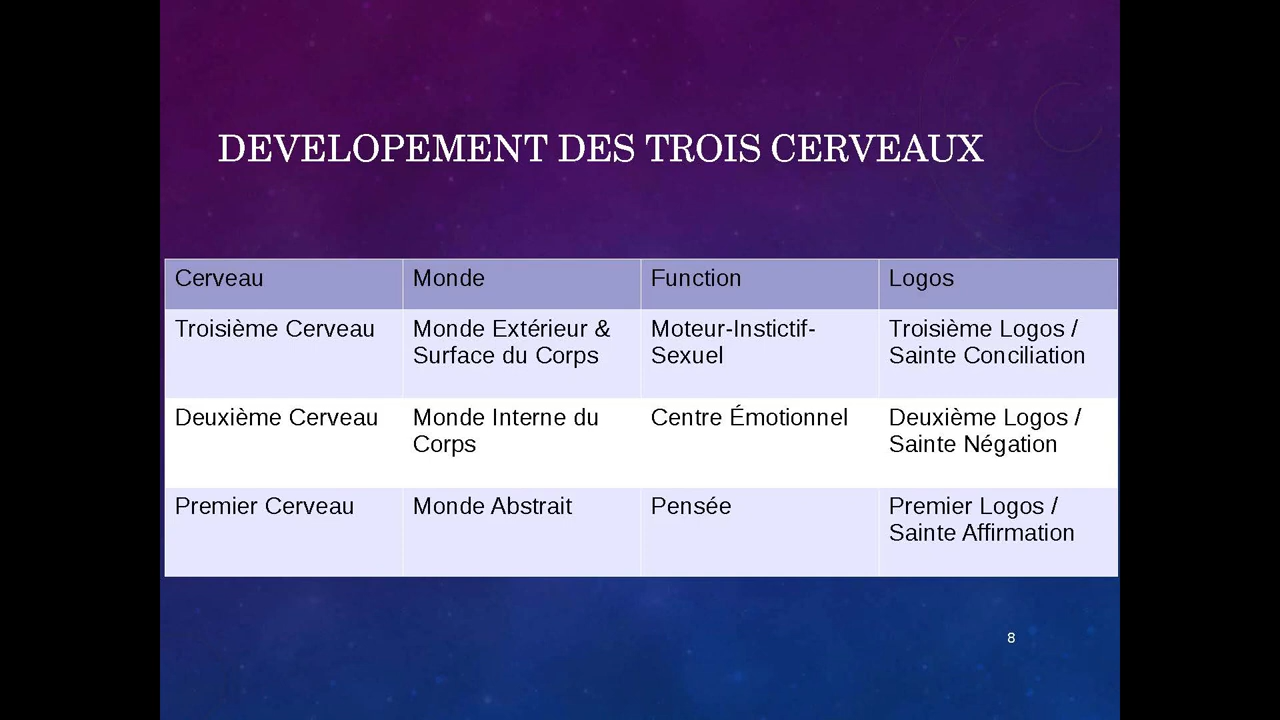 DEVELOPEMENT DES TROIS CERVEAUX
Cerveau
Monde
Function
Logos
Troisième Cerveau
Monde Extérieur &
Surface du Corps
Moteur-Instictif-
Sexuel
Troisième Logos /
Sainte Conciliation
Deuxième Cerveau
Monde Interne du
Corps
Centre Émotionnel
Deuxième Logos /
Sainte Négation
Premier Cerveau
Monde Abstrait
Pensée
Premier Logos /
Sainte Affirmation
8